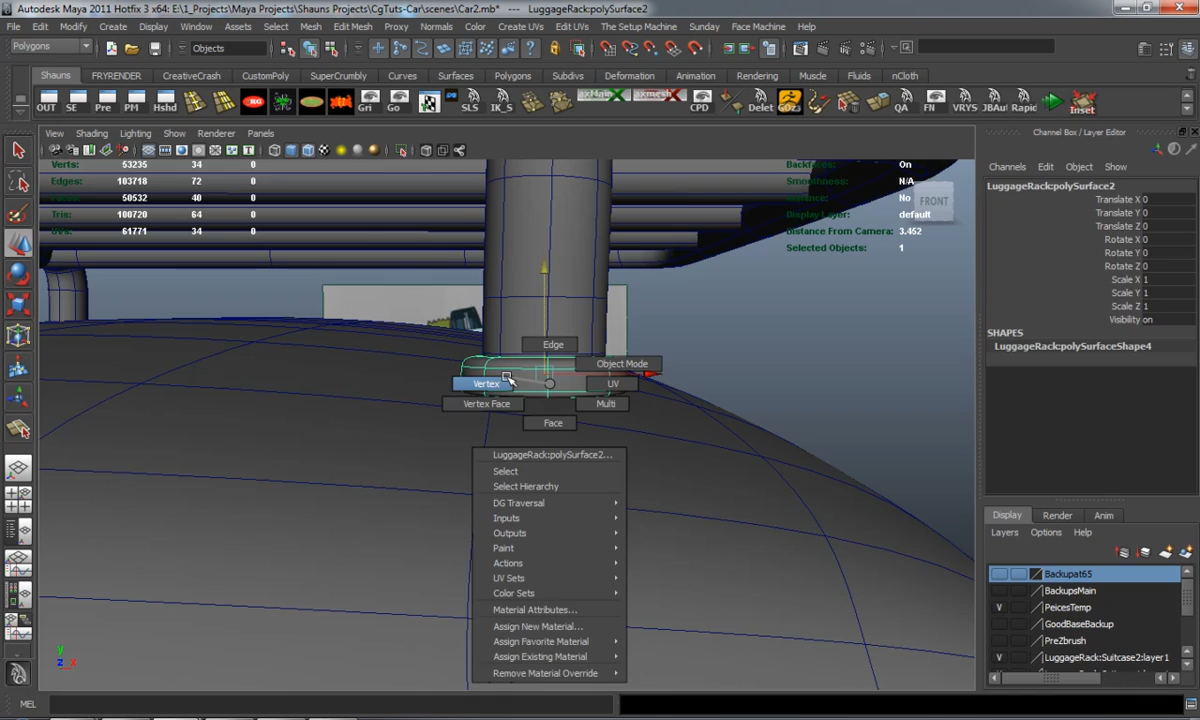 Autodesk Maya 2011 Hotfix 3 x64: E:\1_Projects\Maya Projects\Shauns Projects\CgTuts-Car\scenes\Car2.mb* --- LuggageRack:polySurface2
File Edit Modify Create Display Window Assets Select Mesh Edit Mesh Proxy Normals Color Create UVs Edit UVs The Setup Machine Sunday Face Machine Help
Polygons Objects
Shauns FRYRENDER CreativeCrash CustomPoly SuperCrumbly Curves Surfaces Polygons Subdivs Deformation Animation Rendering Muscle Fluids nCloth
OUT SE Pre PM Hshd Gri Go SLS IK_S CPD Delet GOzs QA FN VRYS JBAut Rapic Inset
View Shading Lighting Show Renderer Panels
Verts: 53235 34 0
Edges: 103718 72 0
50532 40 0
Tris: 100720 64 0
UVs: 61771 34 0
Backfaces: On
Smoothness: N/A
Instance: No
Display Layer: default
Distance From Camera: 3.452
Selected Objects: 1
FRONT
Edge
Object Mode
Vertex
UV
Vertex Face
Multi
Face
LuggageRack:polySurface2...
Select
Select Hierarchy
DG Traversal
Inputs
Outputs
Paint
Actions
UV Sets
Color Sets
Material Attributes...
Assign New Material...
Assign Favorite Material
Assign Existing Material
Remove Material Override
Channel Box / Layer Editor
Channels Edit Object Show
LuggageRack:polySurface2
Translate X 0
Translate Y 0
Translate Z 0
Rotate X 0
Rotate Y 0
Rotate Z 0
Scale X 1
Scale Y 1
Scale Z 1
Visibility on
SHAPES
LuggageRack:polySurfaceShape4
Display Render Anim
Layers Options Help
Backupat65
BackupsMain
V PeicesTemp
GoodBaseBackup
PreZbrush
V LuggageRack:Suitcase2:layer1
y
z x
MEL